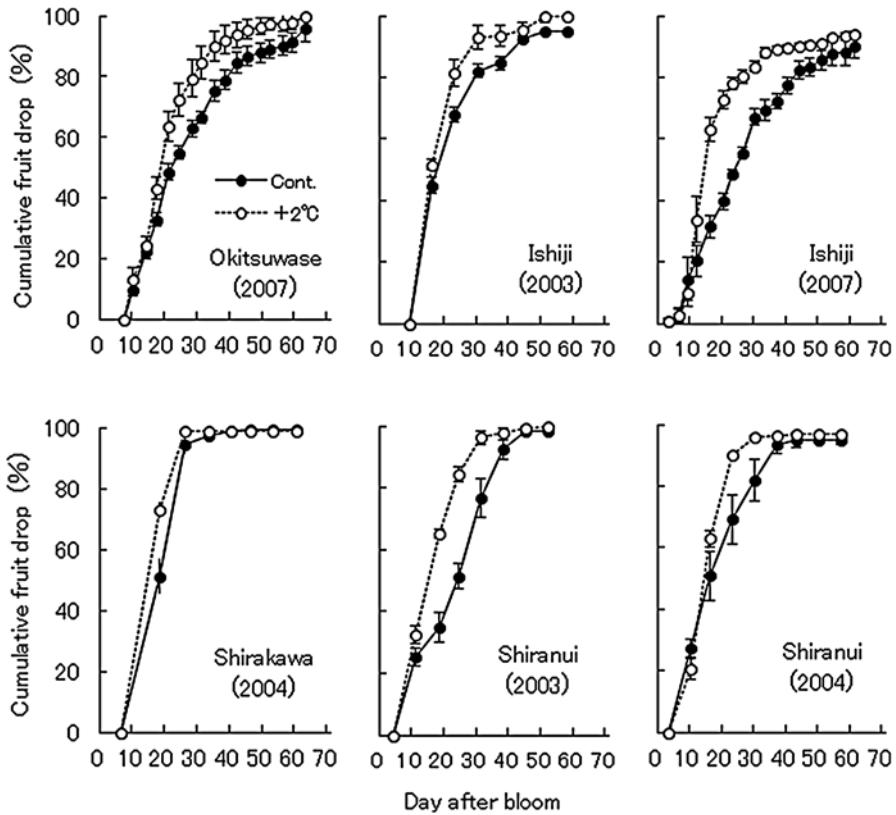 Cumulative fruit drop (%)
100
80
60
40
20
0
Cont.
+2℃
Okitsuwase
(2007)
0 10 20 30 40 50 60 70
Ishiji
(2003)
0 10 20 30 40 50 60 70
Ishiji
(2007)
0 10 20 30 40 50 60 70
Cumulative fruit drop (%)
100
80
60
40
20
0
Shirakawa
(2004)
0 10 20 30 40 50 60 70
Shiranui
(2003)
0 10 20 30 40 50 60 70
Shiranui
(2004)
0 10 20 30 40 50 60 70
Day after bloom